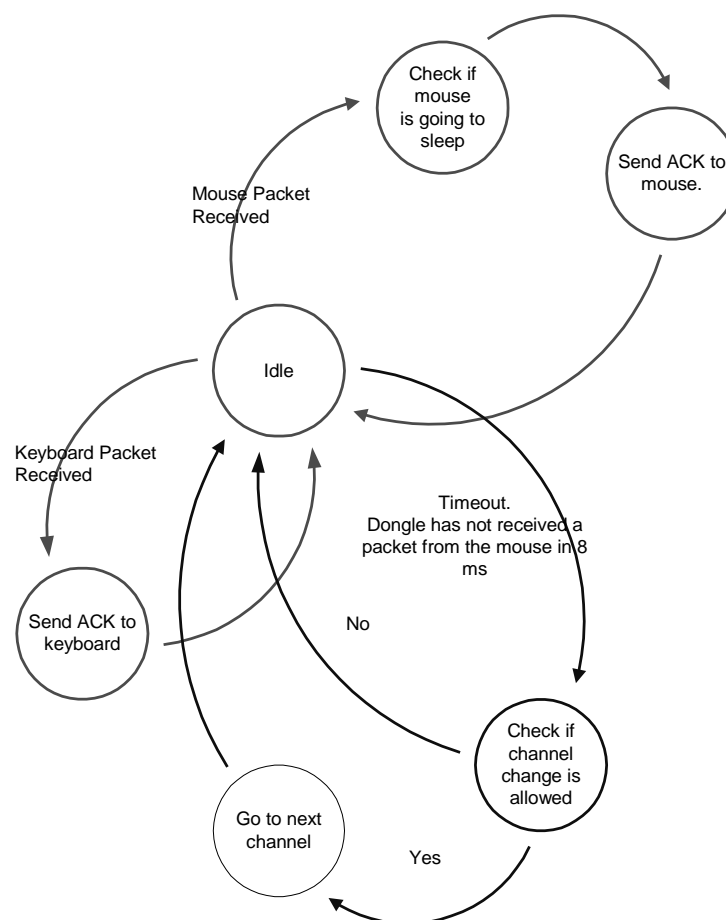 Check if
mouse
is going to
sleep
Send ACK to
mouse.
Mouse Packet
Received
Idle
Keyboard Packet
Received
Timeout.
Dongle has not received a
packet from the mouse in 8
ms
Send ACK to
keyboard
No
Check if
channel
change is
allowed
Go to next
channel
Yes